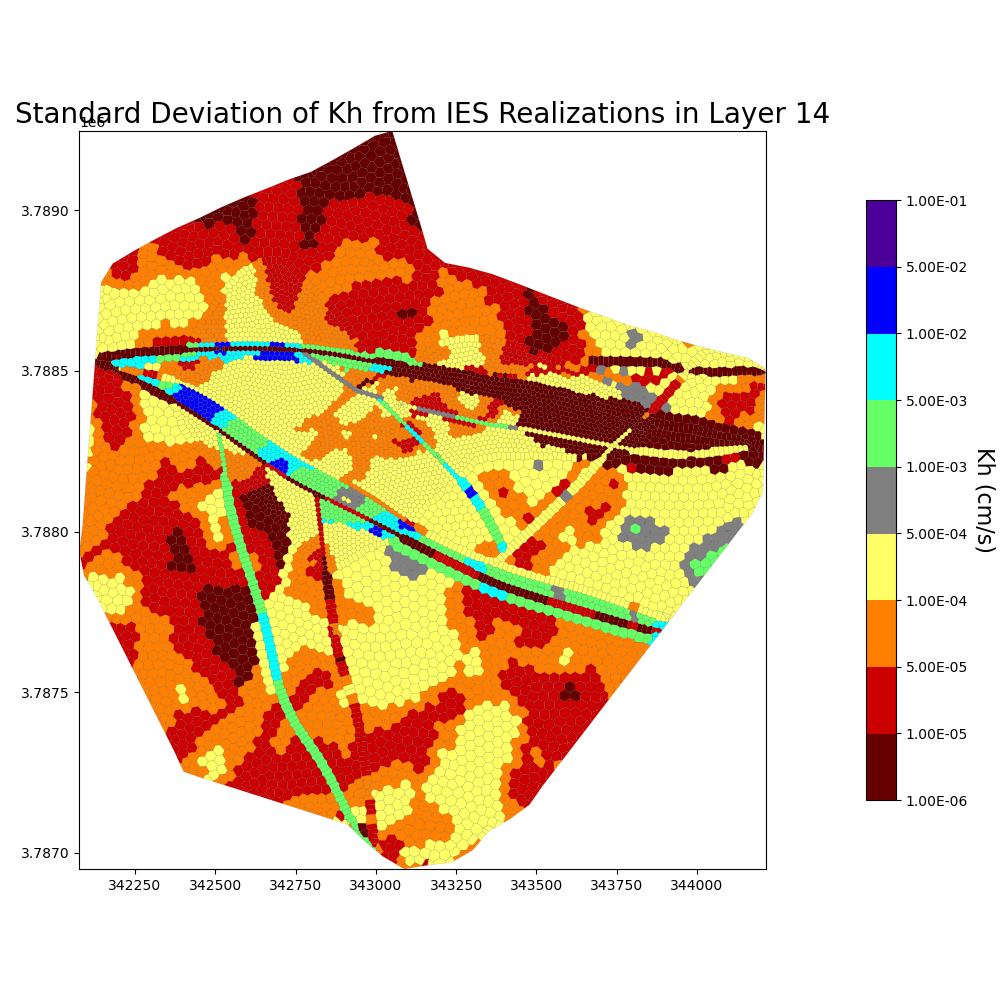 Standard Deviation of Kh from IES Realizations in Layer 14
1e6
3.7890
3.7885
3.7880
3.7875
3.7870
342250 342500 342750 343000 343250 343500 343750 344000
1.00E-01
5.00E-02
1.00E-02
5.00E-03
1.00E-03
5.00E-04
1.00E-04
5.00E-05
1.00E-05
1.00E-06
Kh (cm/s)